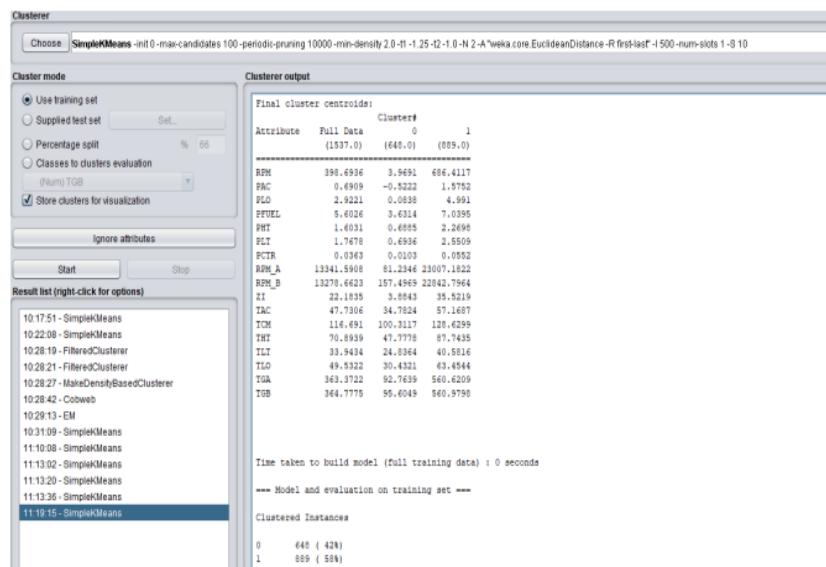 Clusterer
Choose SimpleKMeans -init 0 -max-candidates 100 -periodic-pruning 10000 -min-density 2.0 -t1 -1.25 -t2 -1.0 -N 2 -A "weka.core.EuclideanDistance -R first-last" -I 500 -num-slots 1 -S 10
Cluster mode
Use training set
Supplied test set Set...
Percentage split % 66
Classes to clusters evaluation
(Num) TGB
Store clusters for visualization
Ignore attributes
Start Stop
Result list (right-click for options)
10:17:51 - SimpleKMeans
10:22:08 - SimpleKMeans
10:28:19 - FilteredClusterer
10:28:21 - FilteredClusterer
10:28:27 - MakeDensityBasedClusterer
10:28:42 - Cobweb
10:29:13 - EM
10:31:09 - SimpleKMeans
11:10:08 - SimpleKMeans
11:13:02 - SimpleKMeans
11:13:20 - SimpleKMeans
11:13:36 - SimpleKMeans
11:19:15 - SimpleKMeans
Clusterer output
Final cluster centroids:
Cluster#
Attribute Full Data 0 1
(1537.0) (648.0) (889.0)
============================================
RPM 398.6936 3.9691 686.4117
PAC 0.6909 -0.5222 1.5752
PLO 2.9221 0.0838 4.991
PFUEL 5.6026 3.6314 7.0395
PHT 1.6031 0.6885 2.2698
PLT 1.7678 0.6936 2.5509
PCTR 0.0363 0.0103 0.0552
RPM_A 13341.5908 81.2346 23007.1822
RPM_B 13278.6623 157.4969 22842.7964
ZI 22.1835 3.8843 35.5219
TAC 47.7306 34.7824 57.1687
TCM 116.691 100.3117 128.6299
THT 70.8939 47.7778 87.7435
TLT 33.9434 24.8364 40.5816
TLO 49.5322 30.4321 63.4544
TGA 363.3722 92.7639 560.6209
TGB 364.7775 95.6049 560.9798
Time taken to build model (full training data) : 0 seconds
=== Model and evaluation on training set ===
Clustered Instances
0 648 ( 42%)
1 889 ( 58%)